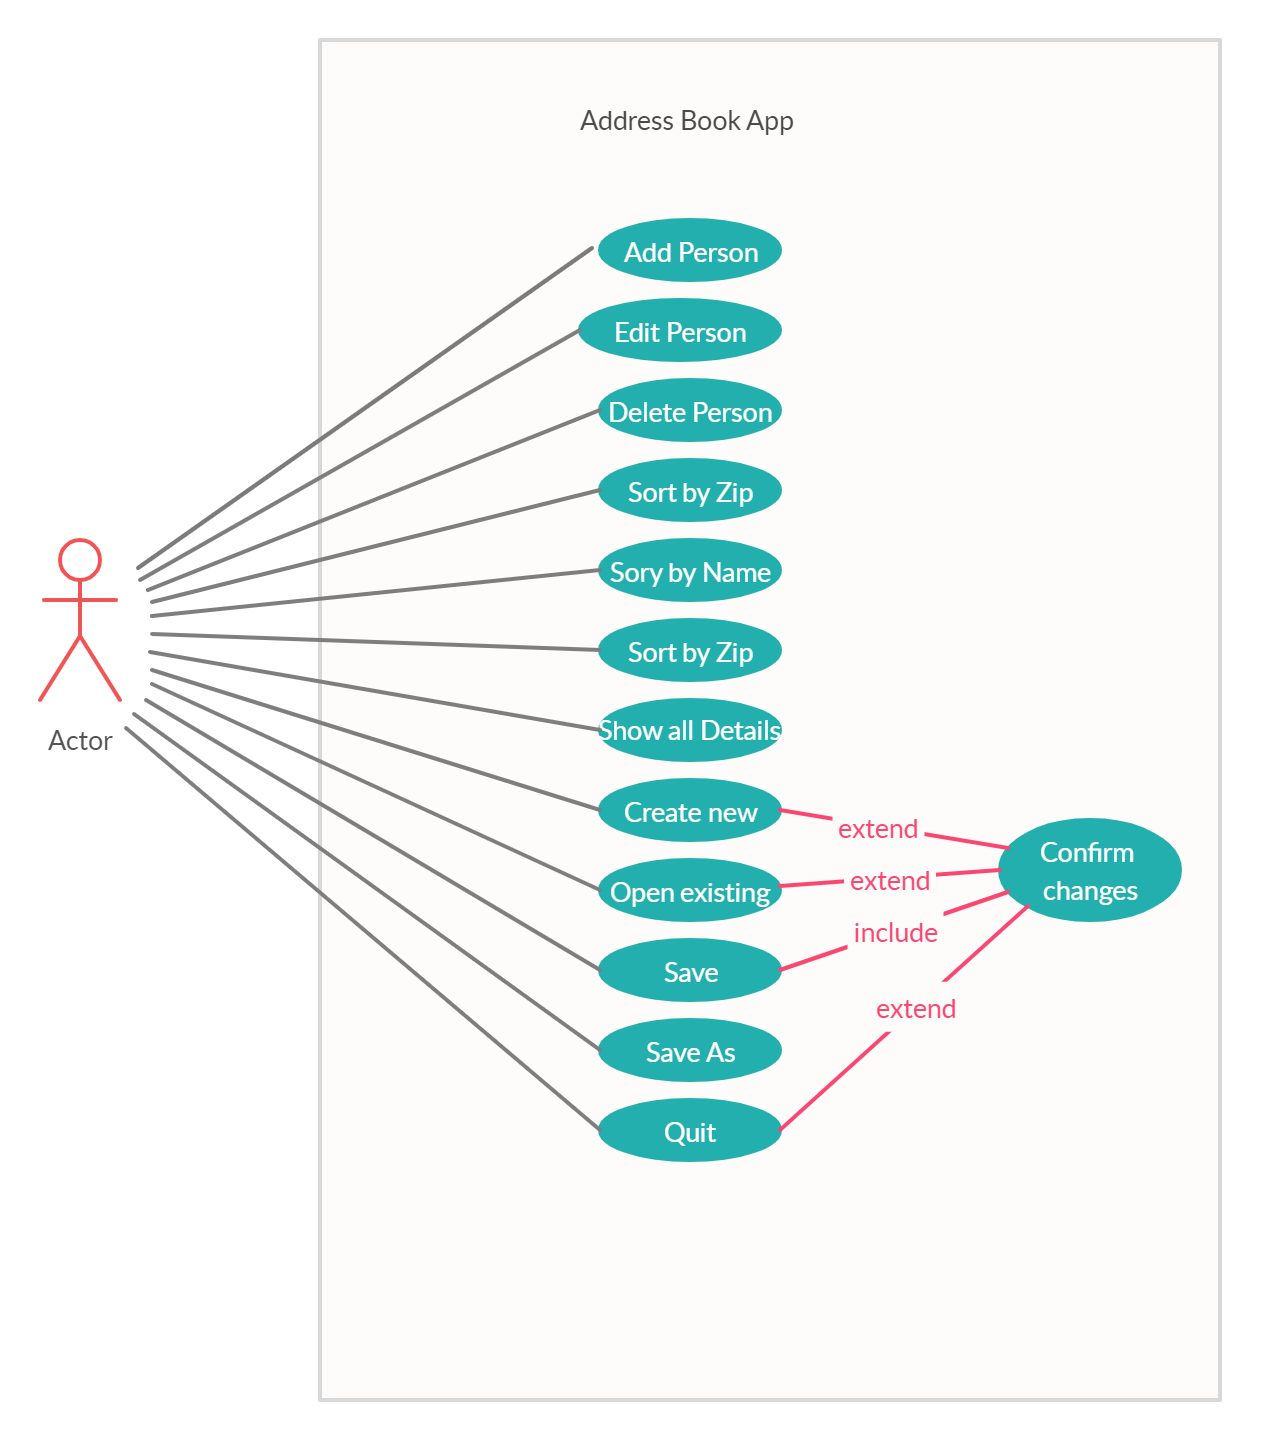 Address Book App
Add Person
Edit Person
Delete Person
Sort by Zip
Sory by Name
Sort by Zip
Show all Details
Actor
Create new
extend
Confirm
changes
Open existing
extend
include
Save
extend
Save As
Quit